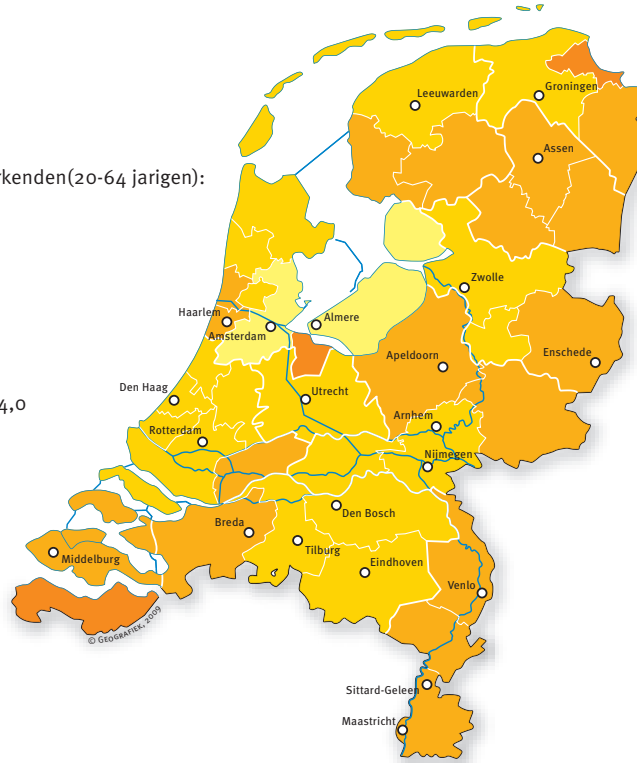 Leeuwarden
Groningen
Assen
rkenden(20-64 jarigen):
Zwolle
Haarlem
Almere
Amsterdam
Enschede
Apeldoorn
Den Haag
Utrecht
4,0
Arnhem
Rotterdam
Nijmegen
Den Bosch
Breda
Tilburg
Middelburg
Eindhoven
Venlo
© GEOGRAFIEK, 2009
Sittard-Geleen
Maastricht